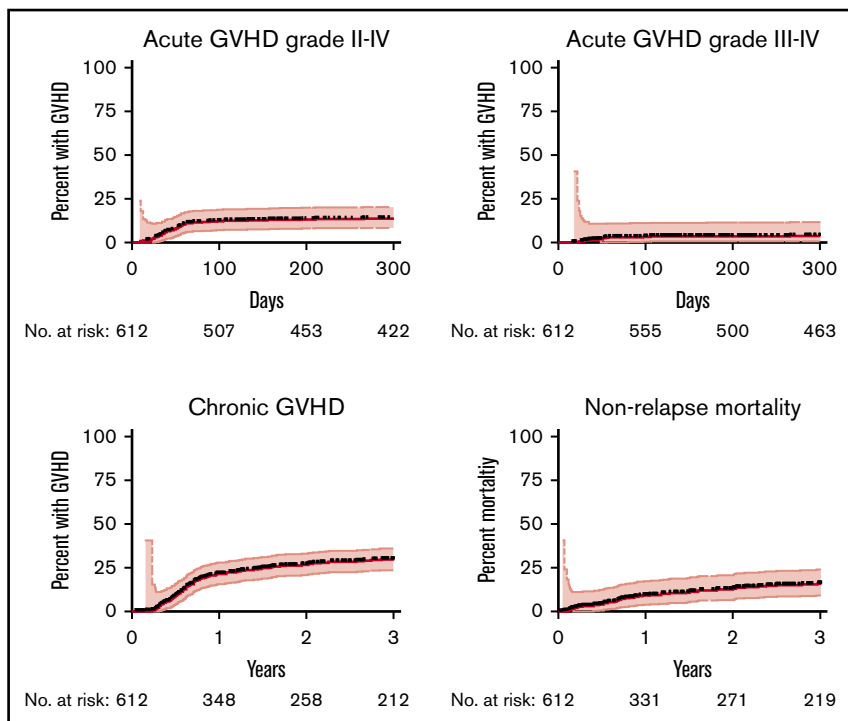 Acute GVHD grade II-IV
Percent with GVHD
100
75
50
25
0
0 100 200 300
Days
No. at risk: 612 507 453 422
Acute GVHD grade III-IV
Percent with GVHD
100
75
50
25
0
0 100 200 300
Days
No. at risk: 612 555 500 463
Chronic GVHD
Percent with GVHD
100
75
50
25
0
0 1 2 3
Years
No. at risk: 612 348 258 212
Non-relapse mortality
Percent mortaltiy
100
75
50
25
0
0 1 2 3
Years
No. at risk: 612 331 271 219